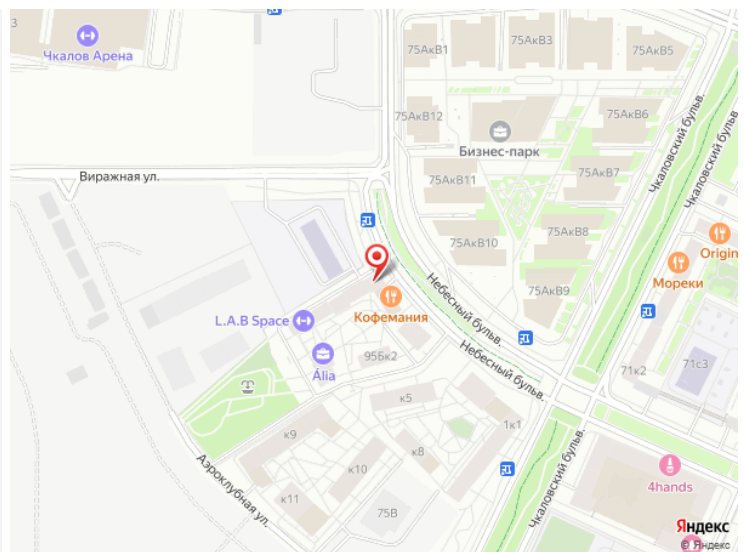 3
Чкалов Арена
75АкВ1
75АкВ3
75АкВ5
75АкВ12
75АкВ6
Бизнес-парк
Чкаловский бульв.
Чкаловский бульв.
Виражная ул.
75АкВ11
75АкВ7
75АкВ10
75АкВ8
Origin
Мореки
Небесный бульв.
75АкВ9
Кофемания
L.A.B Space
Небесный бульв.
95Бк2
Ália
71к2
71с3
к5
1к1
к9
к8
к10
к11
Аэроклубная ул.
75В
Чкаловский бульв.
4hands
Яндекс
© Яндекс